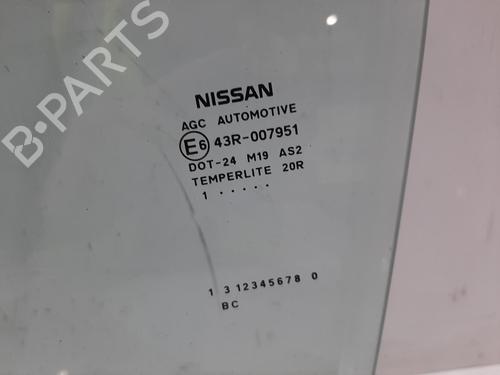 B-PARTS
NISSAN
AGC AUTOMOTIVE
E6 43R-007951
DOT-24 M19 AS2
TEMPERLITE 20R
1 .....
1 3 12345678 0
BC